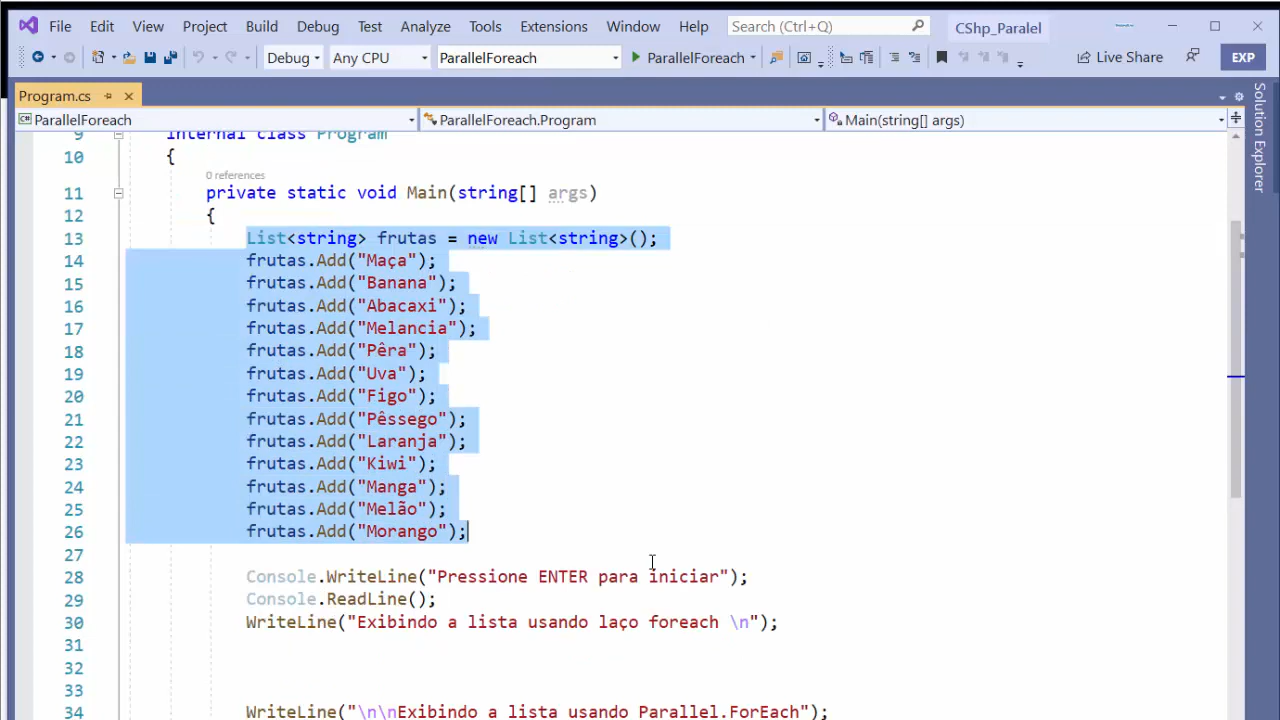 File Edit View Project Build Debug Test Analyze Tools Extensions Window Help Search (Ctrl+Q) CShp_Paralel
Debug Any CPU ParallelForeach ParallelForeach Live Share EXP
Program.cs
ParallelForeach ParallelForeach.Program Main(string[] args)
Solution Explorer
9 internal class Program
10 {
0 references
11 private static void Main(string[] args)
12 {
13 List<string> frutas = new List<string>();
14 frutas.Add("Maça");
15 frutas.Add("Banana");
16 frutas.Add("Abacaxi");
17 frutas.Add("Melancia");
18 frutas.Add("Pêra");
19 frutas.Add("Uva");
20 frutas.Add("Figo");
21 frutas.Add("Pêssego");
22 frutas.Add("Laranja");
23 frutas.Add("Kiwi");
24 frutas.Add("Manga");
25 frutas.Add("Melão");
26 frutas.Add("Morango");
27
28 Console.WriteLine("Pressione ENTER para iniciar");
29 Console.ReadLine();
30 WriteLine("Exibindo a lista usando laço foreach \n");
31
32
33
34 WriteLine("\n\nExibindo a lista usando Parallel.ForEach");